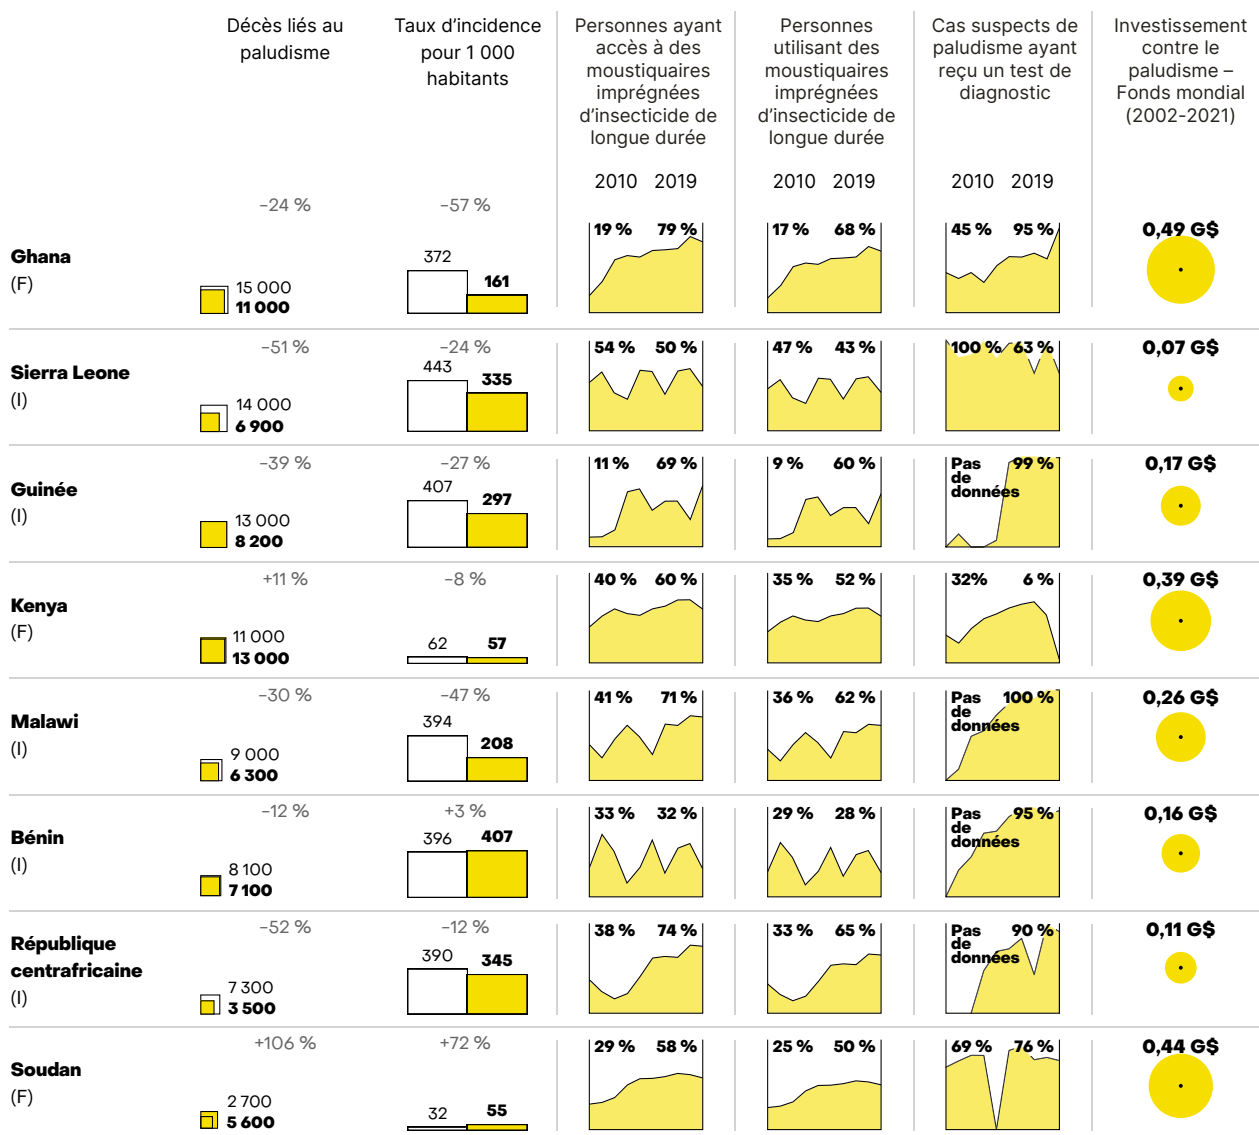 Décès liés au
paludisme
Taux d’incidence
pour 1 000
habitants
Personnes ayant
accès à des
moustiquaires
imprégnées
d’insecticide de
longue durée
Personnes
utilisant des
moustiquaires
imprégnées
d’insecticide de
longue durée
Cas suspects de
paludisme ayant
reçu un test de
diagnostic
Investissement
contre le
paludisme –
Fonds mondial
(2002-2021)
2010 2019
2010 2019
2010 2019
Ghana
(F)
−24 %
15 000
11 000
−57 %
372
161
19 % 79 %
17 % 68 %
45 % 95 %
0,49 G$
Sierra Leone
(I)
−51 %
14 000
6 900
−24 %
443
335
54 % 50 %
47 % 43 %
100 % 63 %
0,07 G$
Guinée
(I)
−39 %
13 000
8 200
−27 %
407
297
11 % 69 %
9 % 60 %
Pas
de
données
99 %
0,17 G$
Kenya
(F)
+11 %
11 000
13 000
−8 %
62
57
40 % 60 %
35 % 52 %
32% 6 %
0,39 G$
Malawi
(I)
−30 %
9 000
6 300
−47 %
394
208
41 % 71 %
36 % 62 %
Pas
de
données
100 %
0,26 G$
Bénin
(I)
−12 %
8 100
7 100
+3 %
396
407
33 % 32 %
29 % 28 %
Pas
de
données
95 %
0,16 G$
République
centrafricaine
(I)
−52 %
7 300
3 500
−12 %
390
345
38 % 74 %
33 % 65 %
Pas
de
données
90 %
0,11 G$
Soudan
(F)
+106 %
2 700
5 600
+72 %
32
55
29 % 58 %
25 % 50 %
69 % 76 %
0,44 G$